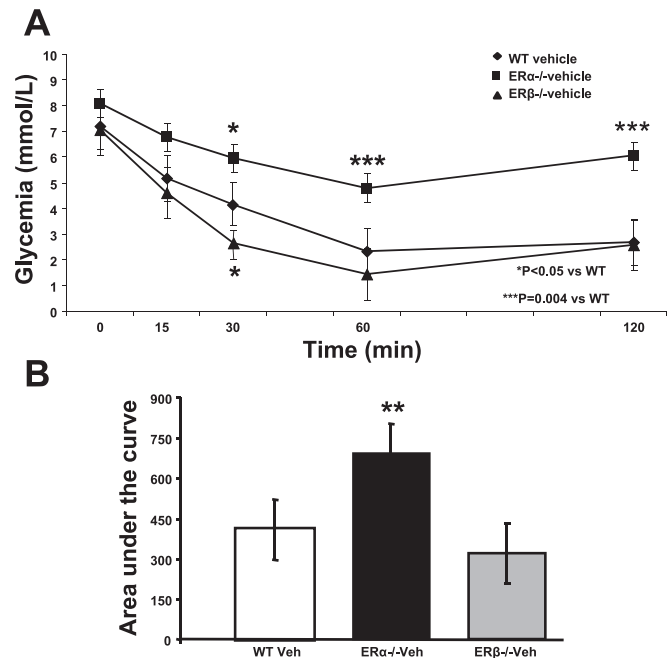 A
10
9
8
7
6
5
4
3
2
1
0
Glycemia (mmol/L)
WT vehicle
ERα-/-vehicle
ERβ-/-vehicle
*
***
***
*
*P<0.05 vs WT
***P=0.004 vs WT
0 15 30 60 120
Time (min)
B
900
750
600
450
300
150
0
Area under the curve
**
WT Veh ERα-/-Veh ERβ-/-Veh